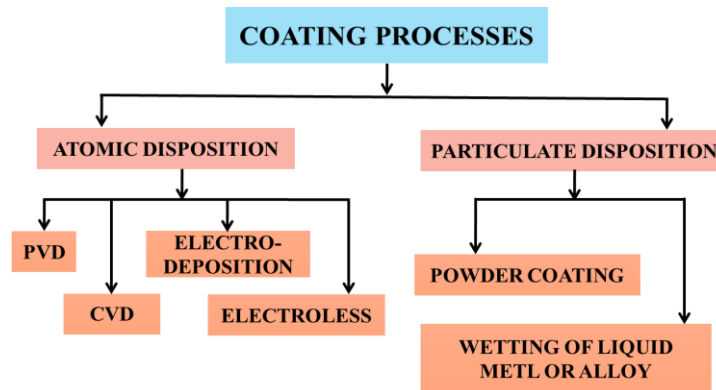 COATING PROCESSES
ATOMIC DISPOSITION
PARTICULATE DISPOSITION
PVD
ELECTRO-
DEPOSITION
CVD
ELECTROLESS
POWDER COATING
WETTING OF LIQUID
METL OR ALLOY